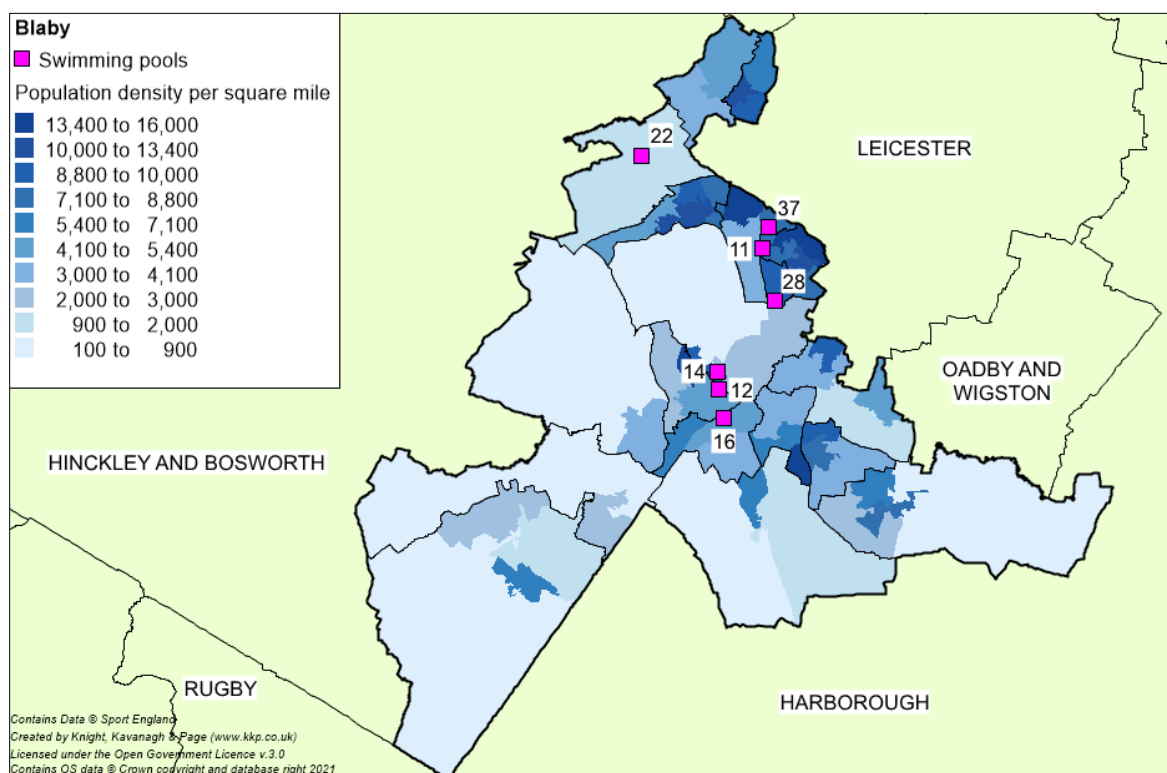 Blaby
Swimming pools
Population density per square mile
13,400 to 16,000
10,000 to 13,400
8,800 to 10,000
7,100 to 8,800
5,400 to 7,100
4,100 to 5,400
3,000 to 4,100
2,000 to 3,000
900 to 2,000
100 to 900
22
LEICESTER
37
11
28
14
12
16
OADBY AND
WIGSTON
HINCKLEY AND BOSWORTH
RUGBY
HARBOROUGH
Contains Data © Sport England
Created by Knight, Kavanagh & Page (www.kkp.co.uk)
Licensed under the Open Government Licence v.3.0
Contains OS data © Crown copyright and database right 2021